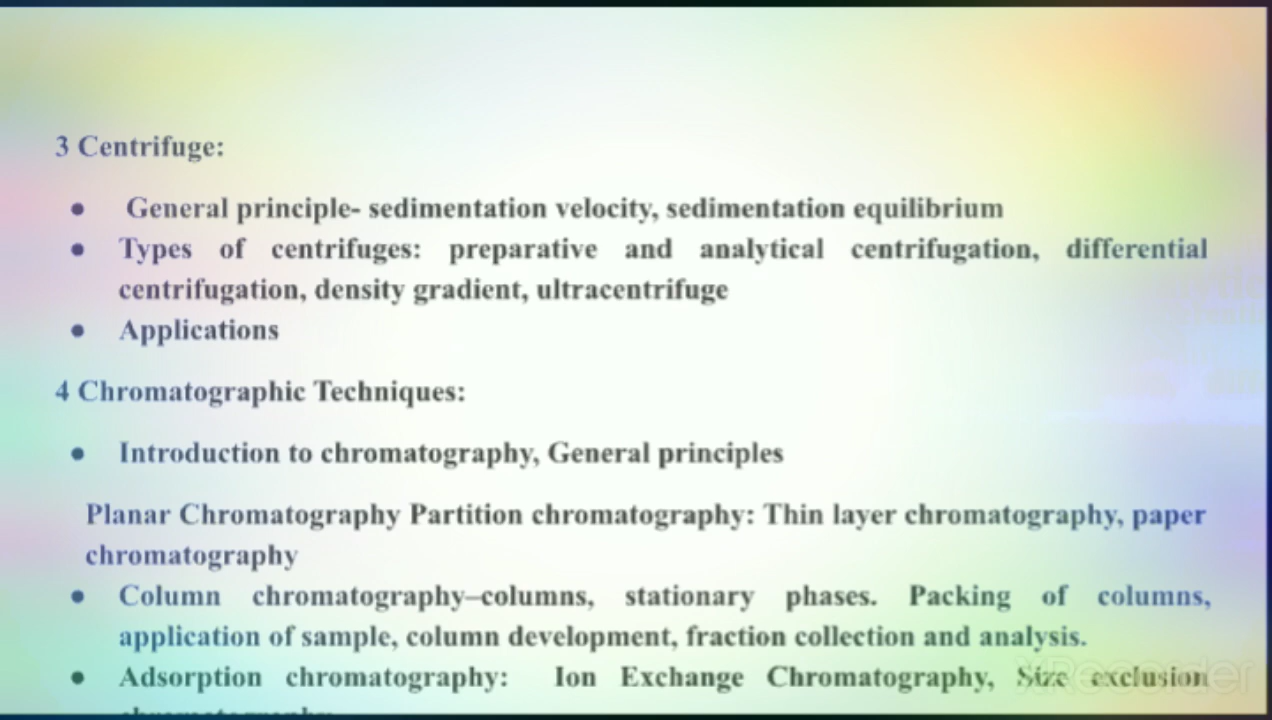 3 Centrifuge:
• General principle- sedimentation velocity, sedimentation equilibrium
• Types of centrifuges: preparative and analytical centrifugation, differential
centrifugation, density gradient, ultracentrifuge
• Applications
4 Chromatographic Techniques:
• Introduction to chromatography, General principles
Planar Chromatography Partition chromatography: Thin layer chromatography, paper
chromatography
• Column chromatography–columns, stationary phases. Packing of columns,
application of sample, column development, fraction collection and analysis.
• Adsorption chromatography: Ion Exchange Chromatography, Size exclusion
XRecorder